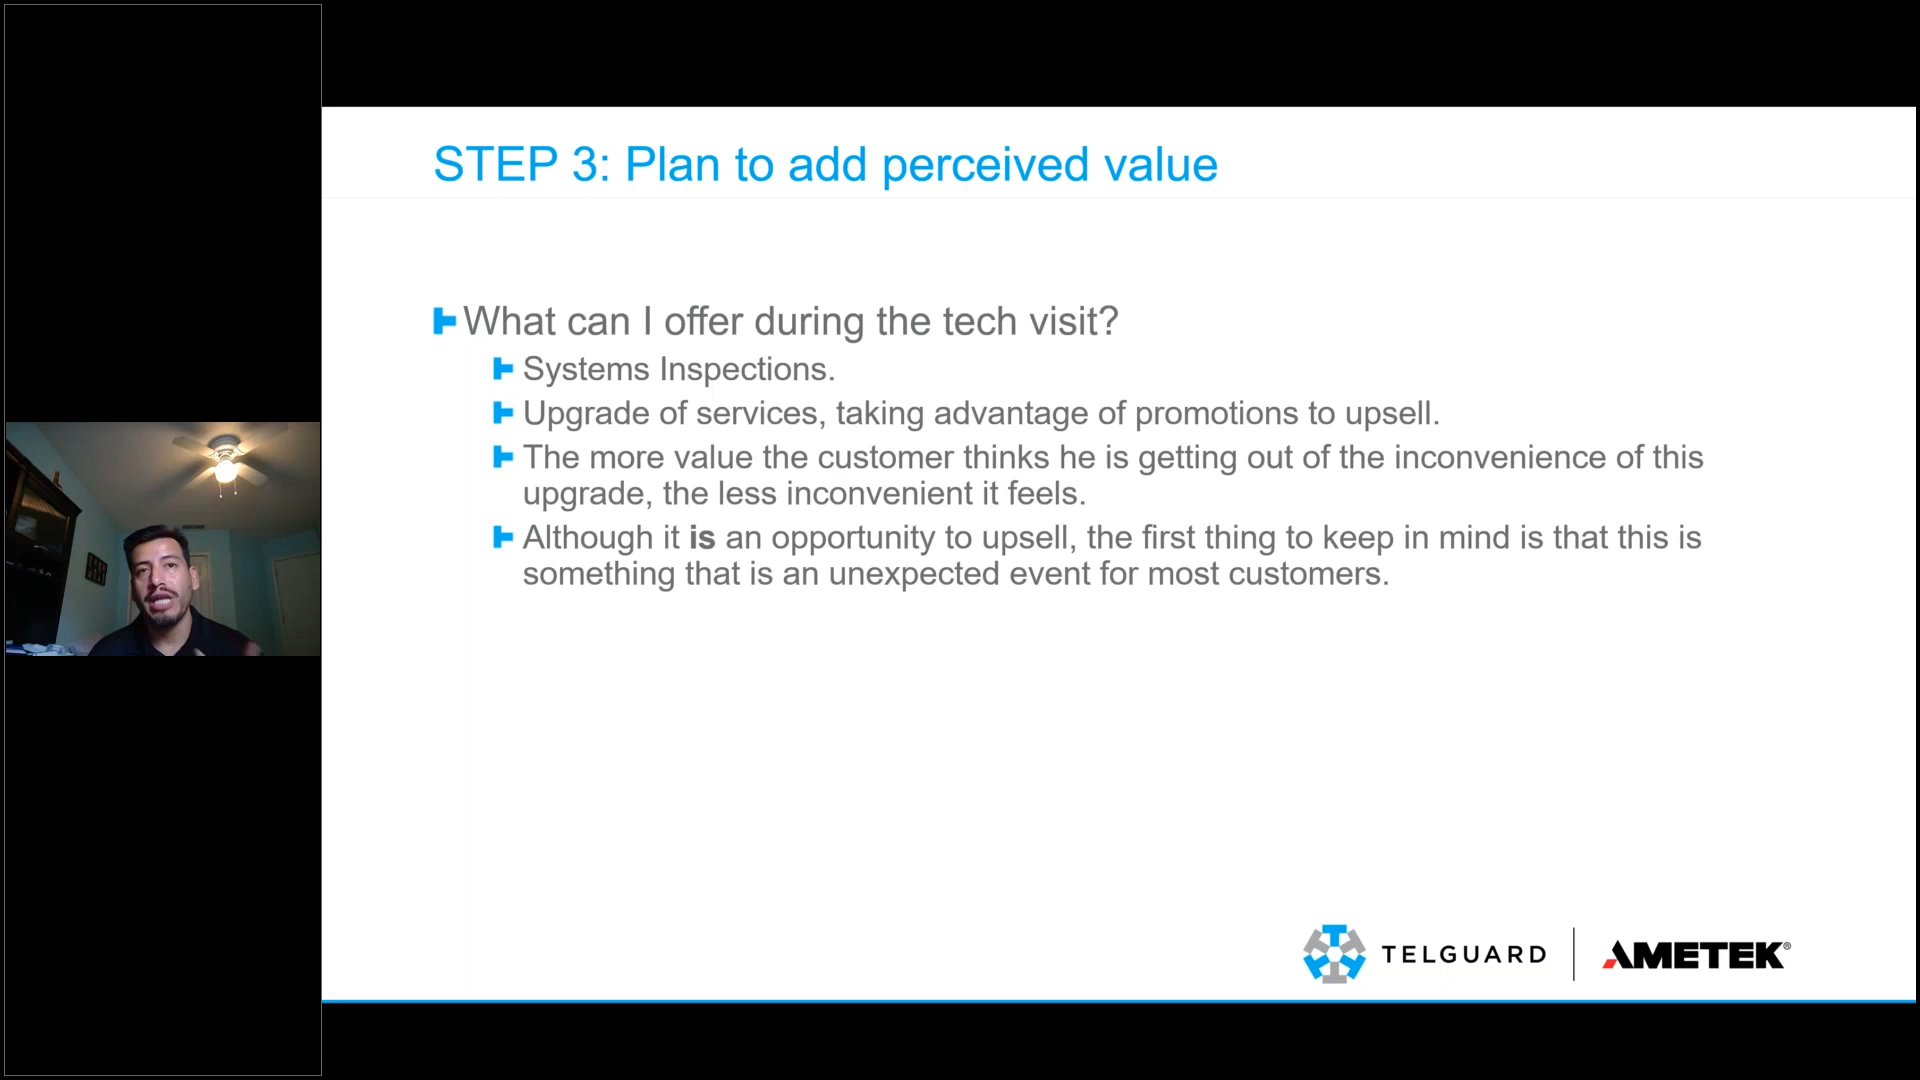 STEP 3: Plan to add perceived value
What can I offer during the tech visit?
Systems Inspections.
Upgrade of services, taking advantage of promotions to upsell.
The more value the customer thinks he is getting out of the inconvenience of this
upgrade, the less inconvenient it feels.
Although it is an opportunity to upsell, the first thing to keep in mind is that this is
something that is an unexpected event for most customers.
TELGUARD
AMETEK®